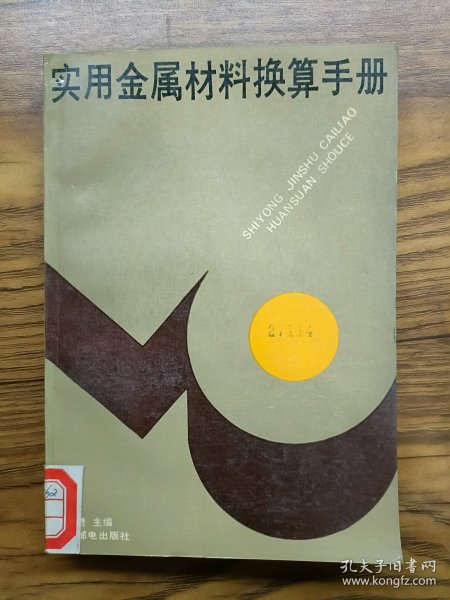 实用金属材料换算手册
SHIYONG JINSHU CAILIAO
HUANSUAN SHOUCE
27114
主编
邮电出版社
孔夫子旧书网
www.kongfz.com